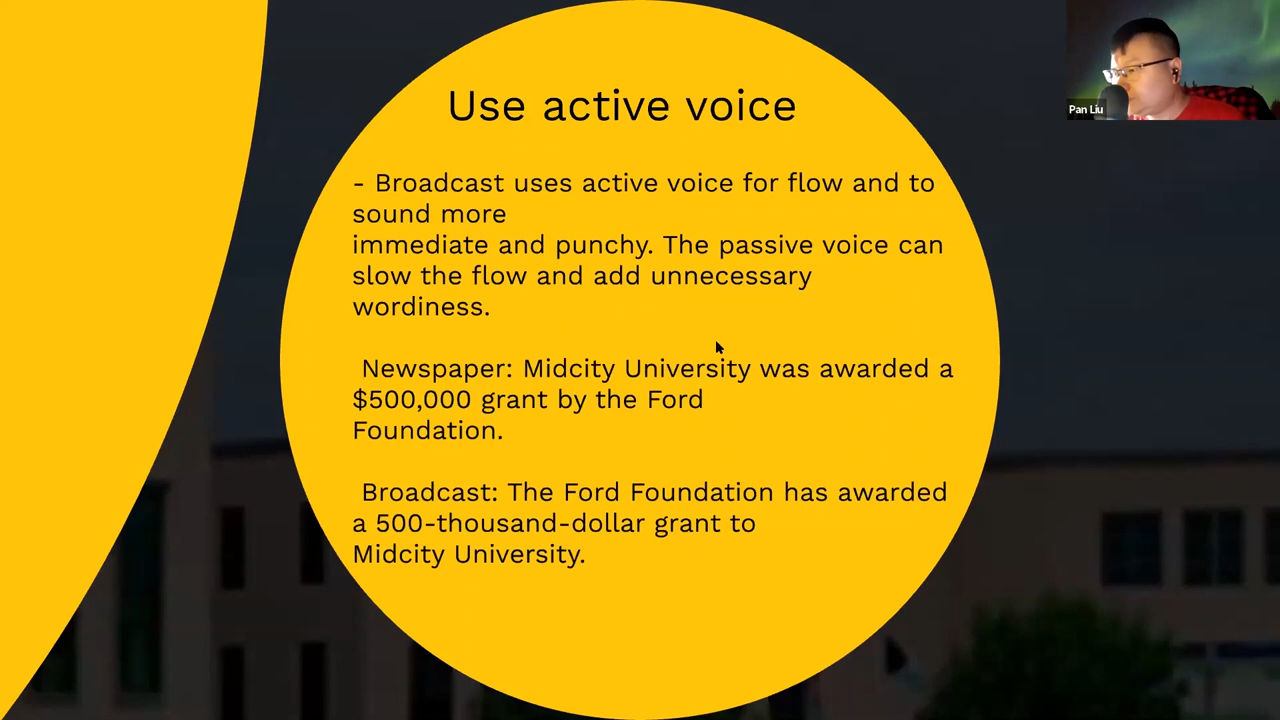 Use active voice
- Broadcast uses active voice for flow and to
sound more
immediate and punchy. The passive voice can
slow the flow and add unnecessary
wordiness.
Newspaper: Midcity University was awarded a
$500,000 grant by the Ford
Foundation.
Broadcast: The Ford Foundation has awarded
a 500-thousand-dollar grant to
Midcity University.
Pan Liu